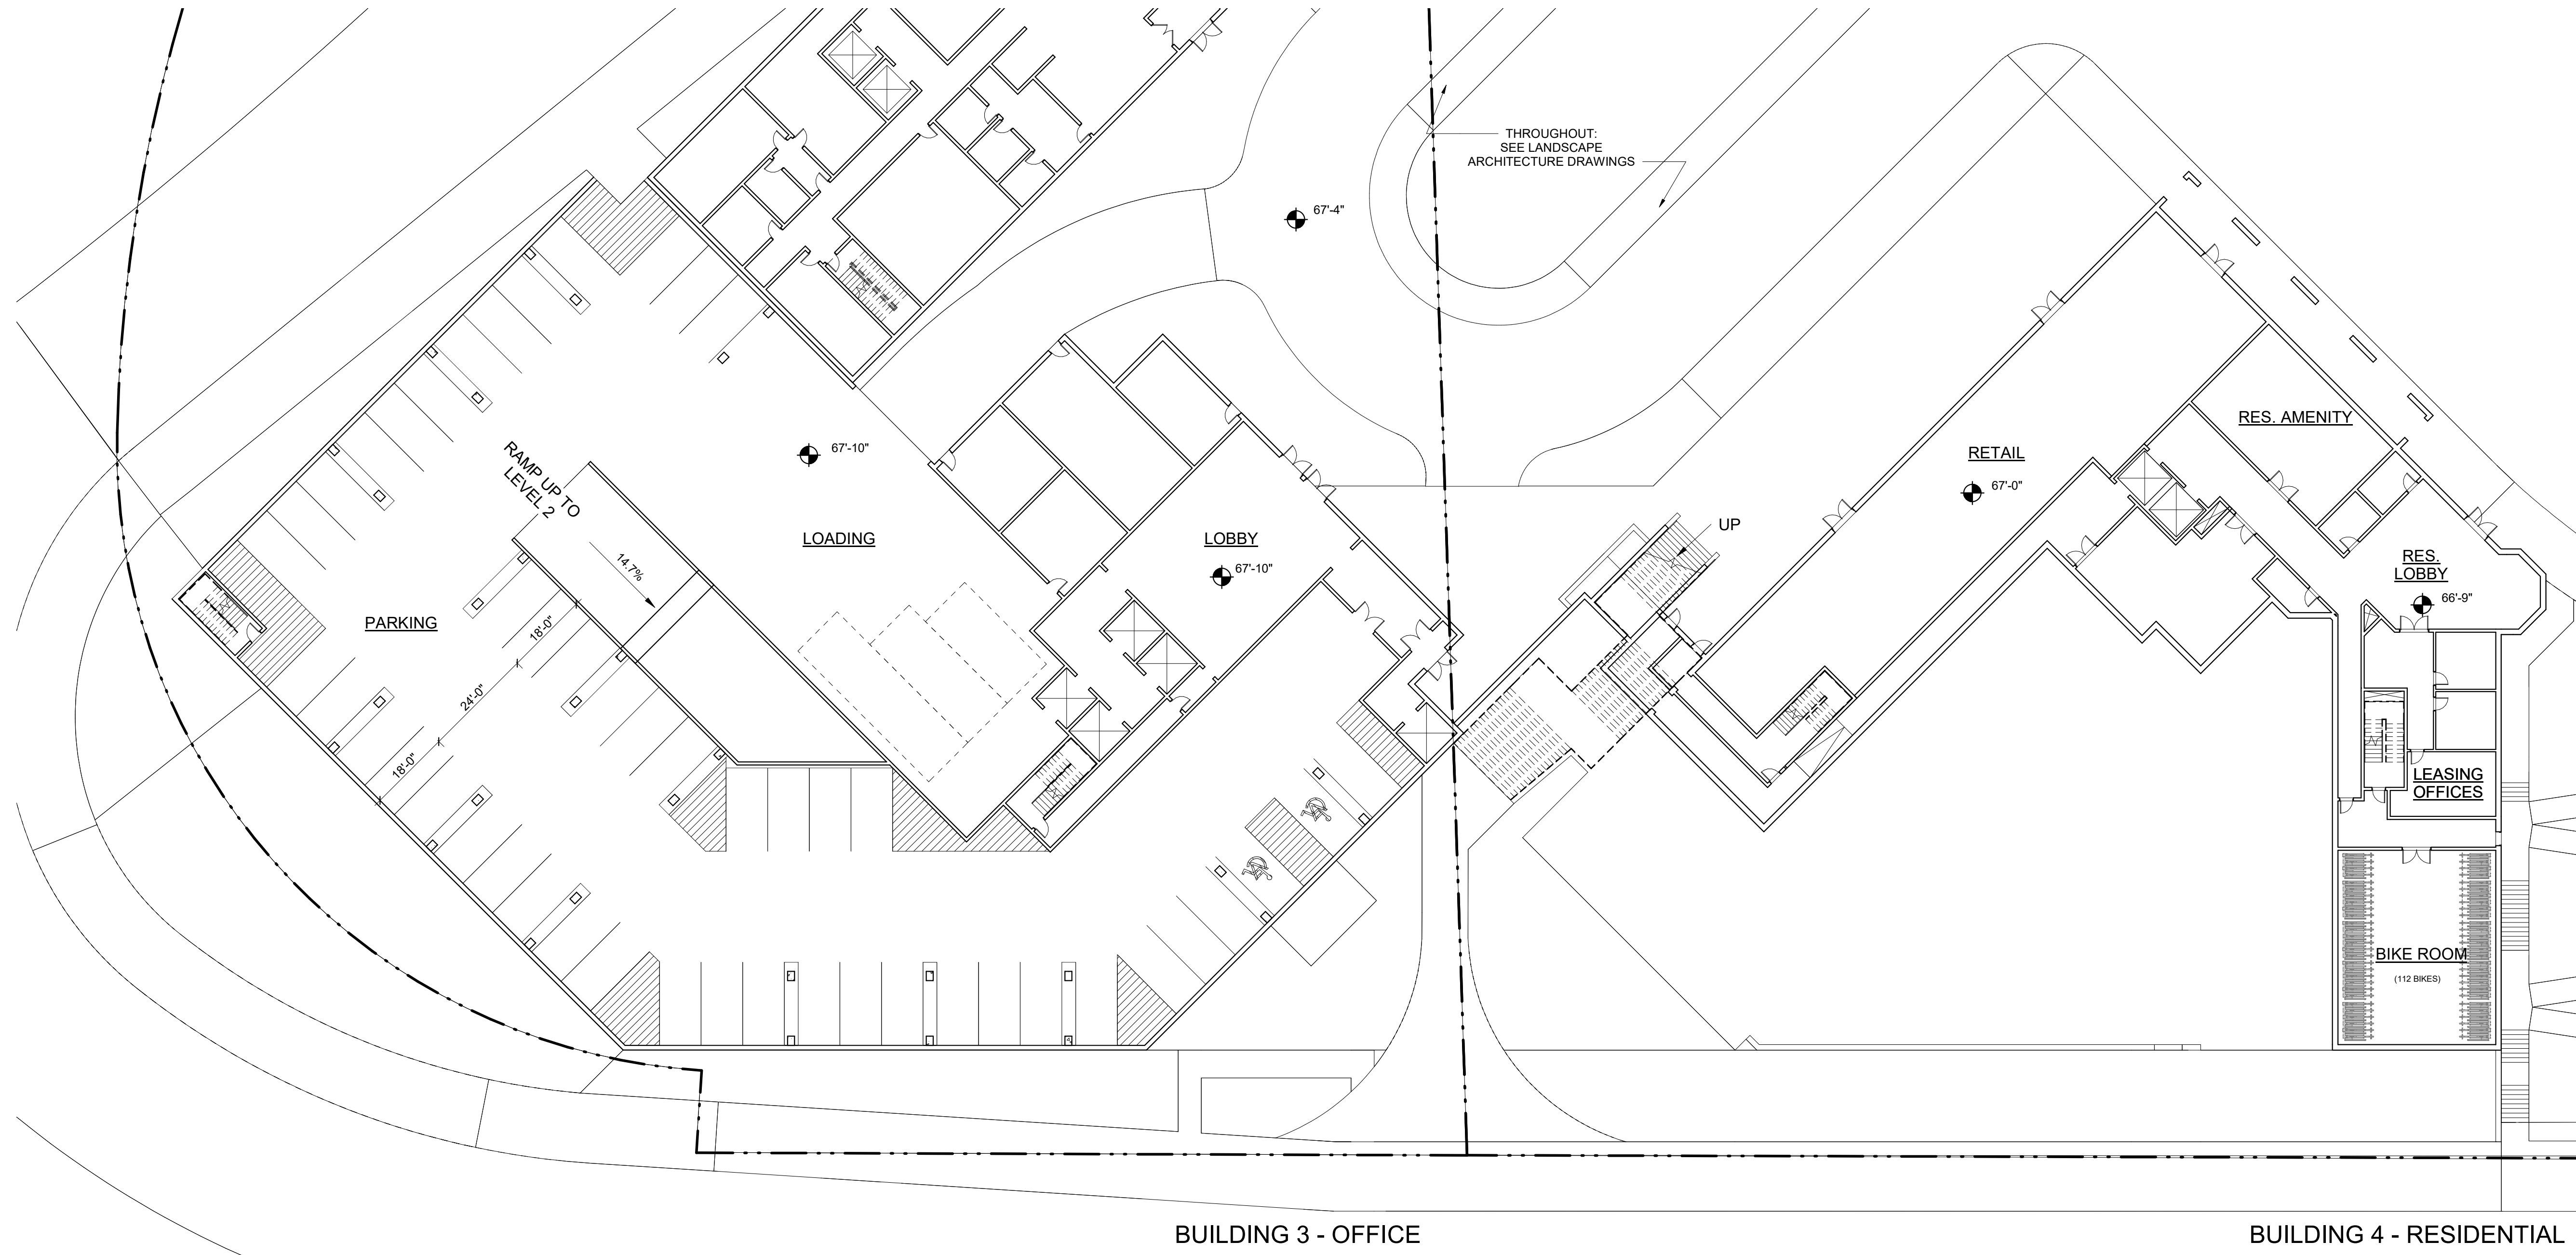 THROUGHOUT:
SEE LANDSCAPE
ARCHITECTURE DRAWINGS
67'-4"
RES. AMENITY
RETAIL
67'-0"
67'-10"
RAMP UP TO
LEVEL 2
14.7%
LOADING
LOBBY
67'-10"
UP
RES.
LOBBY
66'-9"
PARKING
18'-0"
24'-0"
18'-0"
LEASING
OFFICES
BIKE ROOM
(112 BIKES)
BUILDING 3 - OFFICE
BUILDING 4 - RESIDENTIAL